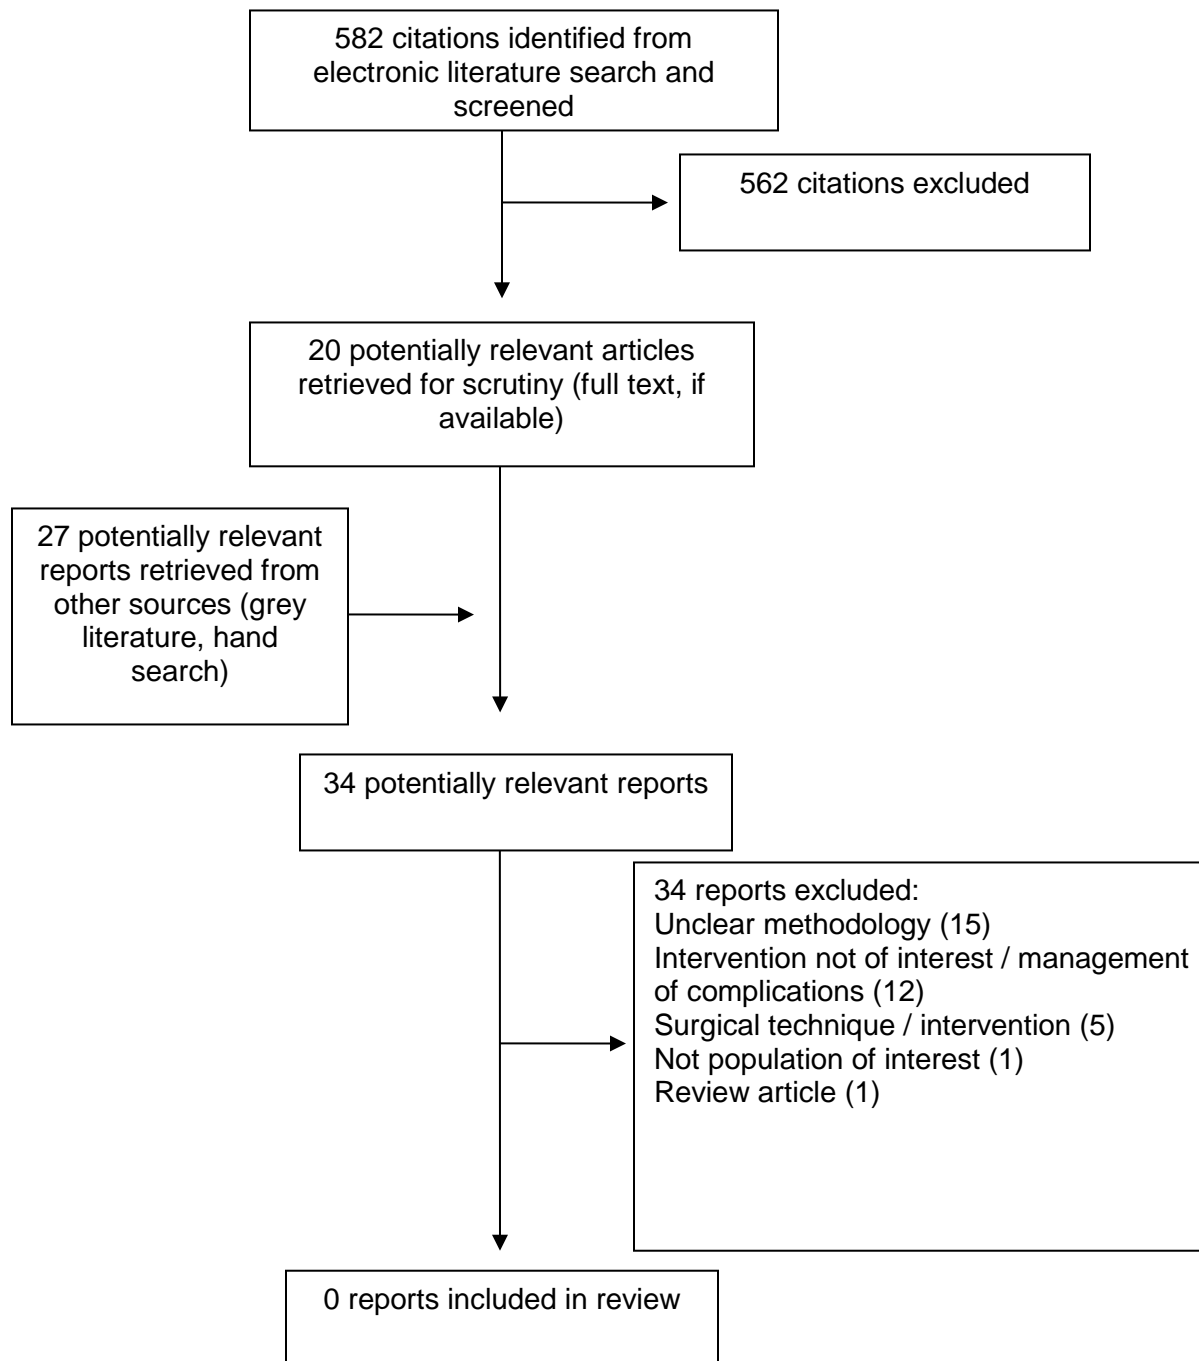 582 citations identified from
electronic literature search and
screened
562 citations excluded
20 potentially relevant articles
retrieved for scrutiny (full text, if
available)
27 potentially relevant
reports retrieved from
other sources (grey
literature, hand
search)
34 potentially relevant reports
34 reports excluded:
Unclear methodology (15)
Intervention not of interest / management
of complications (12)
Surgical technique / intervention (5)
Not population of interest (1)
Review article (1)
0 reports included in review